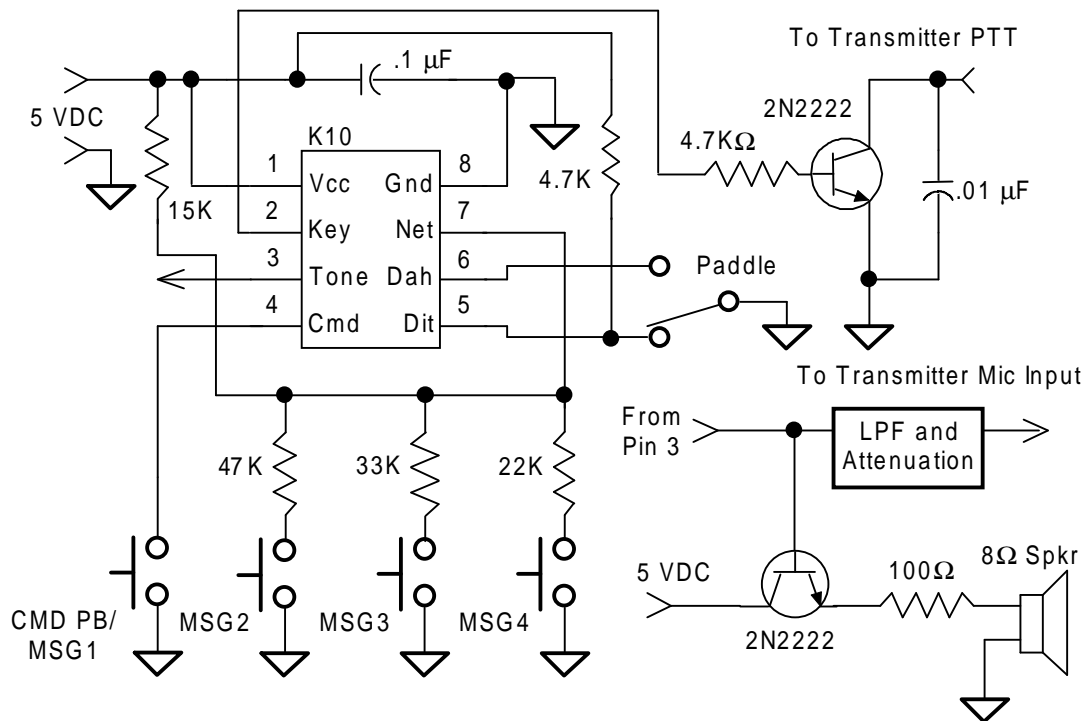 To Transmitter PTT
.1 µF
5 VDC
2N2222
K10
4.7KΩ
1
Vcc
Gnd
8
4.7K
.01 µF
15K
2
Key
Net
7
3
Tone
Dah
6
Paddle
4
Cmd
Dit
5
To Transmitter Mic Input
From
Pin 3
LPF and
Attenuation
47K
33K
22K
5 VDC
100Ω
8Ω Spkr
CMD PB/
MSG1
MSG2
MSG3
MSG4
2N2222